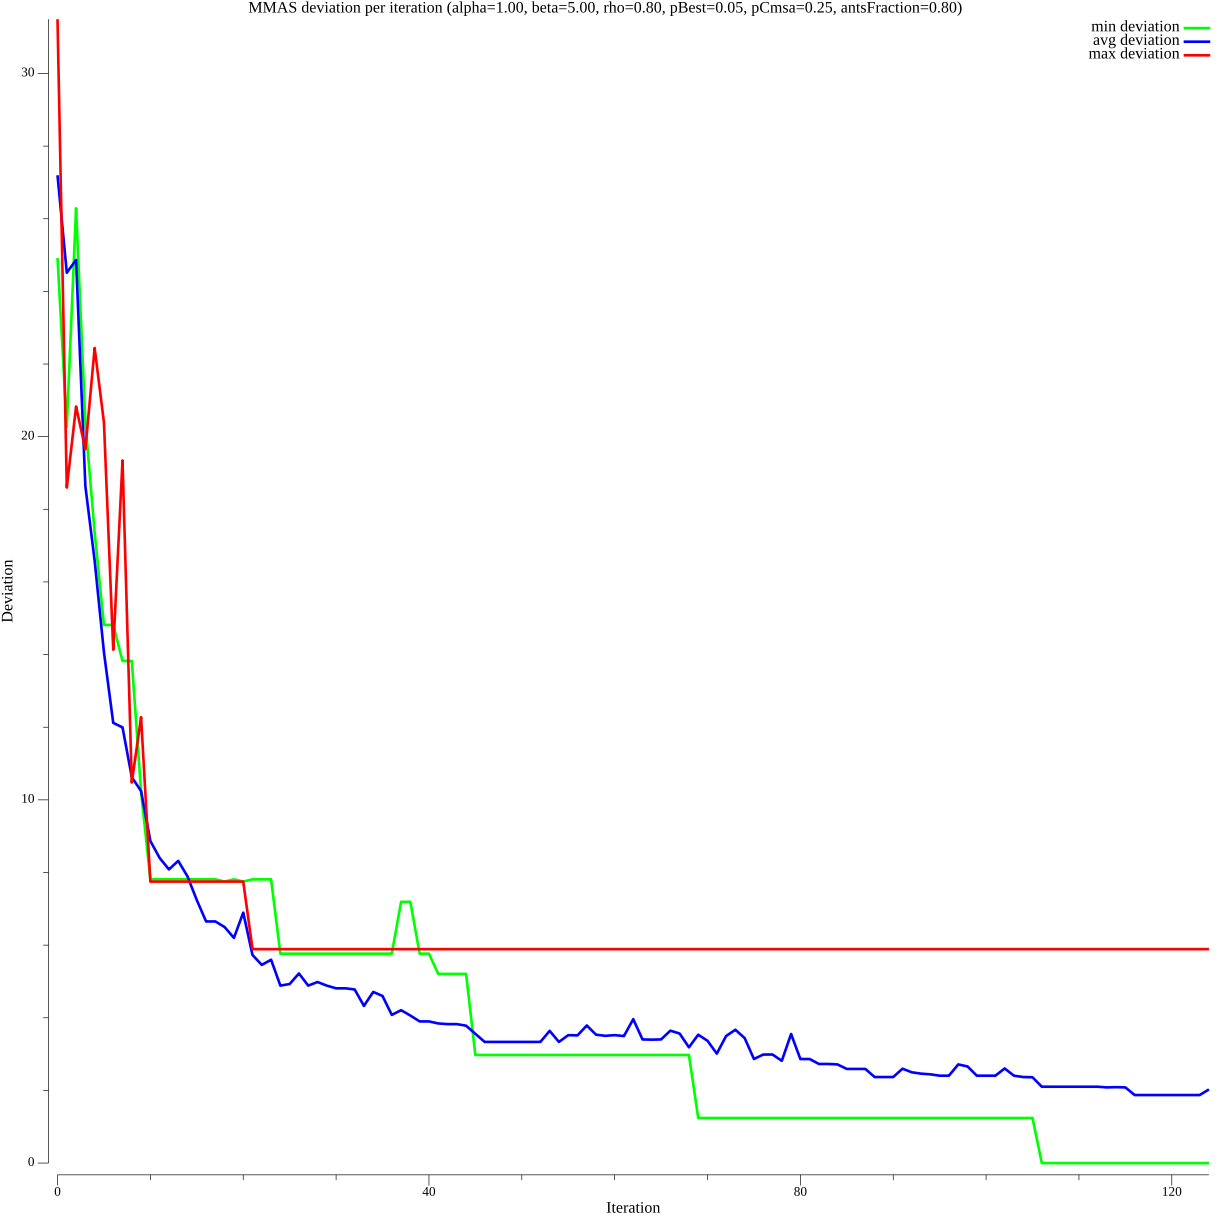 MMAS deviation per iteration (alpha=1.00, beta=5.00, rho=0.80, pBest=0.05, pCmsa=0.25, antsFraction=0.80)
min deviation
avg deviation
max deviation
30
20
10
0
Deviation
0 40 80 120
Iteration